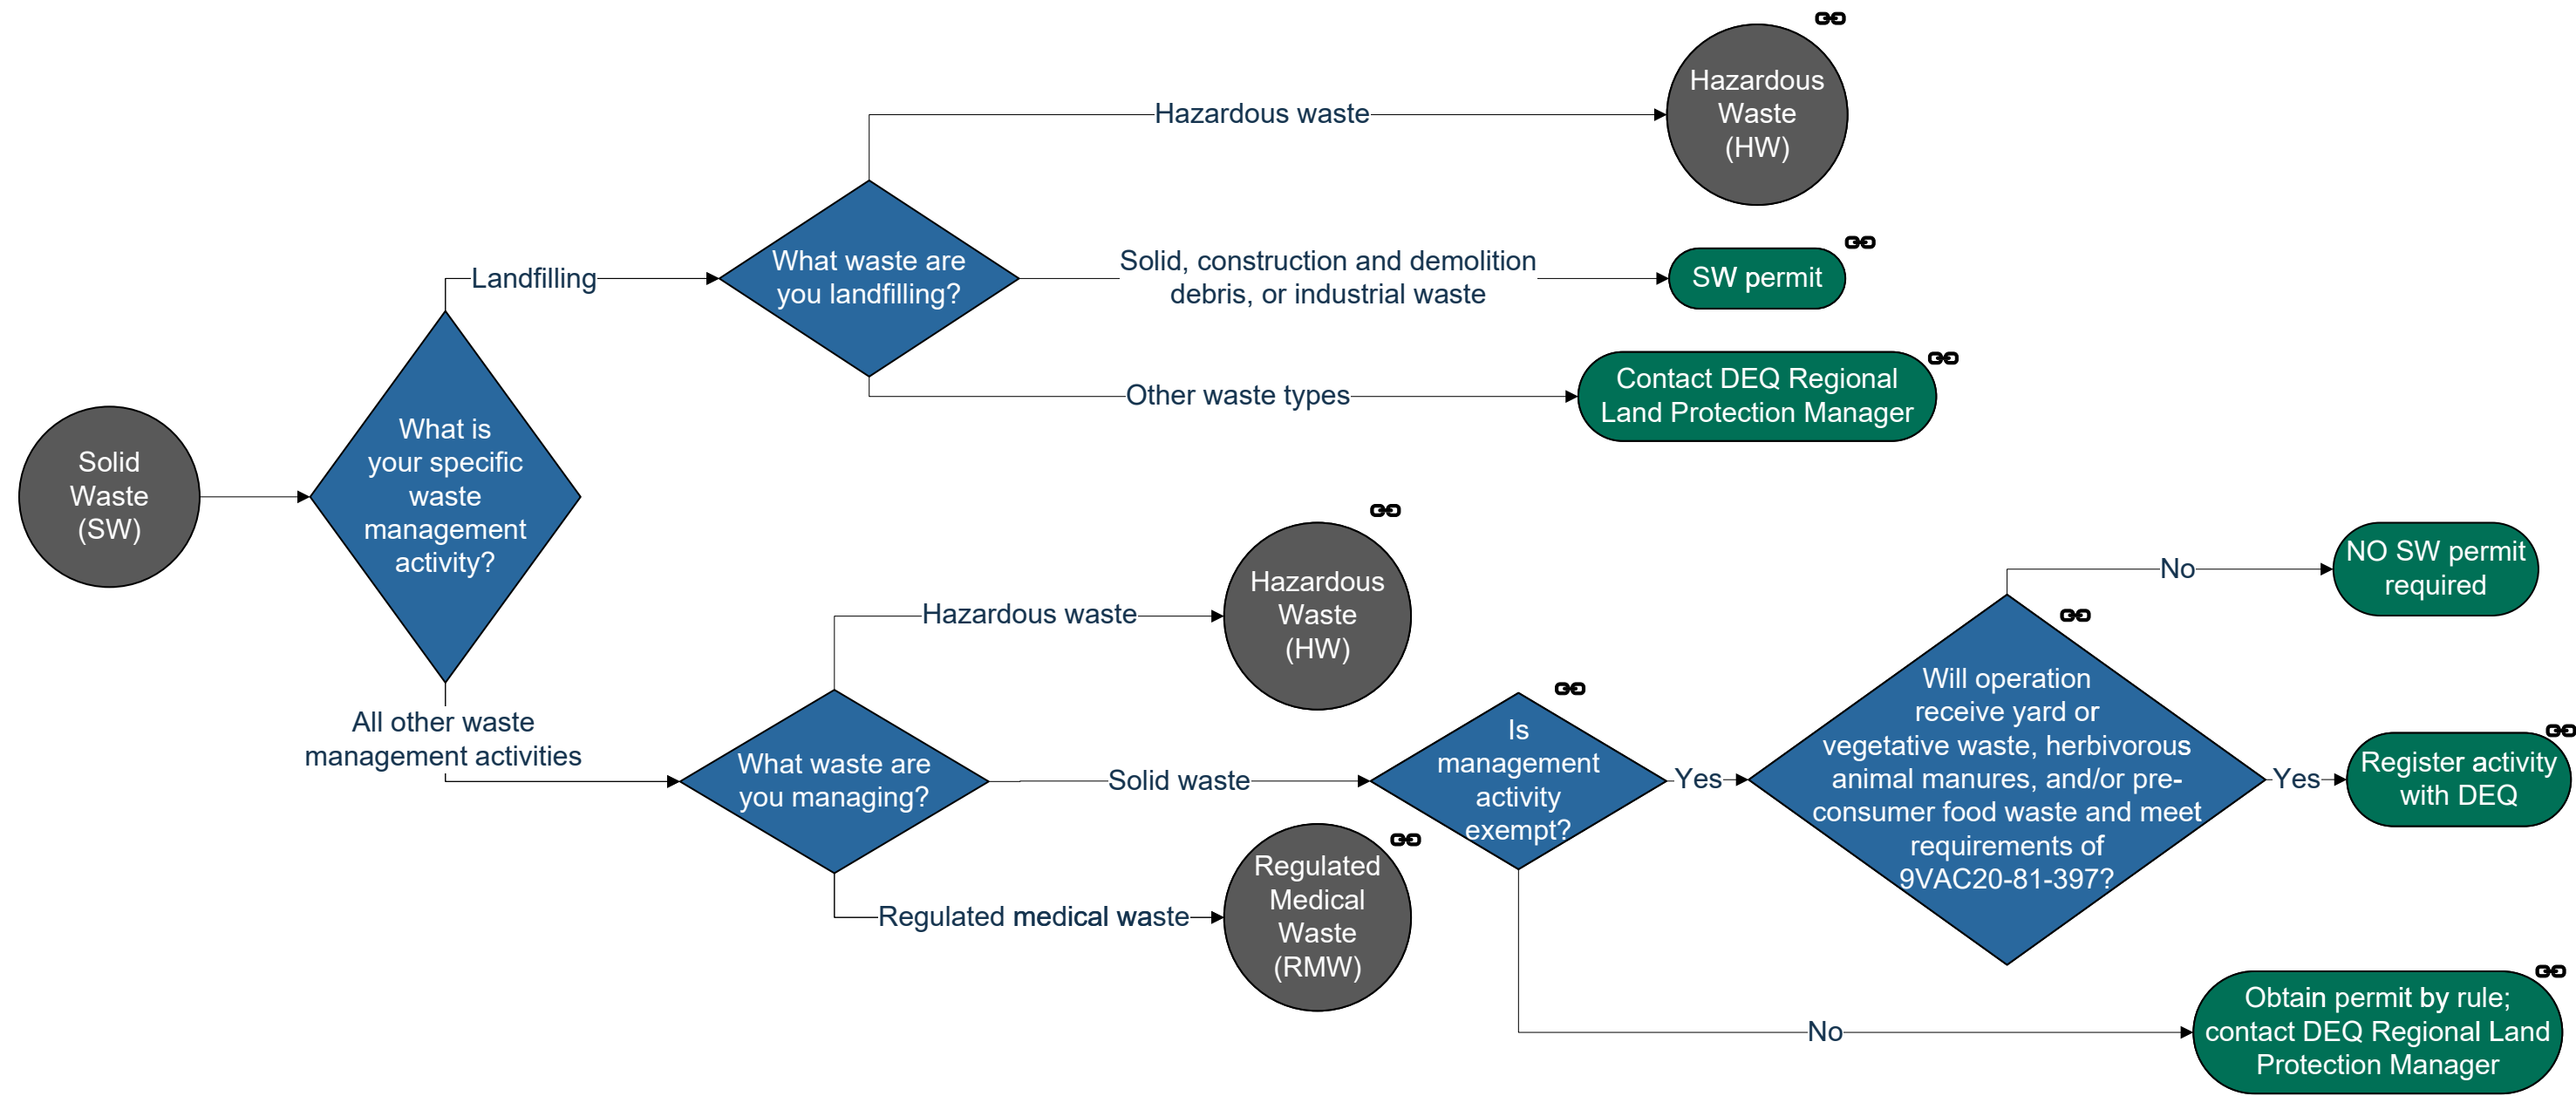 Solid
Waste
(SW)
What is
your specific
waste
management
activity?
Landfilling
What waste are
you landfilling?
Hazardous waste
Hazardous
Waste
(HW)
Solid, construction and demolition
debris, or industrial waste
SW permit
Other waste types
Contact DEQ Regional
Land Protection Manager
All other waste
management activities
What waste are
you managing?
Hazardous waste
Hazardous
Waste
(HW)
Solid waste
Regulated medical waste
Regulated
Medical
Waste
(RMW)
Is
management
activity
exempt?
Yes
Will operation
receive yard or
vegetative waste, herbivorous
animal manures, and/or pre-
consumer food waste and meet
requirements of
9VAC20-81-397?
No
NO SW permit
required
Yes
Register activity
with DEQ
No
Obtain permit by rule;
contact DEQ Regional Land
Protection Manager